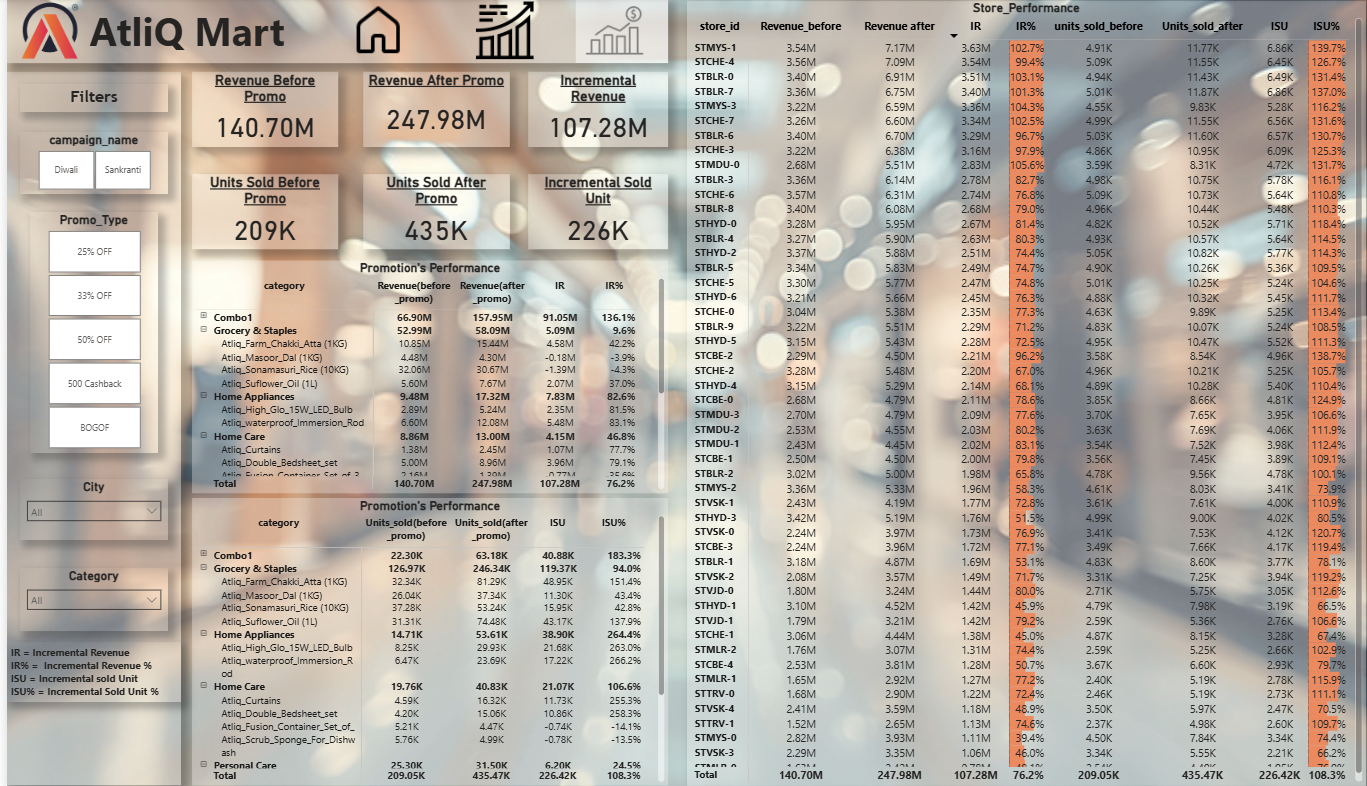 AtliQ Mart
Filters
campaign_name
Diwali
Sankranti
Promo_Type
25% OFF
33% OFF
50% OFF
500 Cashback
BOGOF
City
All
Category
All
IR = Incremental Revenue
IR% = Incremental Revenue %
ISU = Incremental sold Unit
ISU% = Incremental Sold Unit %
Revenue Before Promo
140.70M
Revenue After Promo
247.98M
Incremental Revenue
107.28M
Units Sold Before Promo
209K
Units Sold After Promo
435K
Incremental Sold Unit
226K
Promotion's Performance
category Revenue(before_promo) Revenue(after_promo) IR IR%
Combo1 66.90M 157.95M 91.05M 136.1%
Grocery & Staples 52.99M 58.09M 5.09M 9.6%
Atliq_Farm_Chakki_Atta (1KG) 10.85M 15.44M 4.58M 42.2%
Atliq_Masoor_Dal (1KG) 4.48M 4.30M -0.18M -3.9%
Atliq_Sonamasuri_Rice (10KG) 32.06M 30.67M -1.39M -4.3%
Atliq_Suflower_Oil (1L) 5.60M 7.67M 2.07M 37.0%
Home Appliances 9.48M 17.32M 7.83M 82.6%
Atliq_High_Glo_15W_LED_Bulb 2.89M 5.24M 2.35M 81.5%
Atliq_waterproof_Immersion_Rod 6.60M 12.08M 5.48M 83.1%
Home Care 8.86M 13.00M 4.15M 46.8%
Atliq_Curtains 1.38M 2.45M 1.07M 77.7%
Atliq_Double_Bedsheet_set 5.00M 8.96M 3.96M 79.1%
Total 140.70M 247.98M 107.28M 76.2%
Promotion's Performance
category Units_sold(before_promo) Units_sold(after_promo) ISU ISU%
Combo1 22.30K 63.18K 40.88K 183.3%
Grocery & Staples 126.97K 246.34K 119.37K 94.0%
Atliq_Farm_Chakki_Atta (1KG) 32.34K 81.29K 48.95K 151.4%
Atliq_Masoor_Dal (1KG) 26.04K 37.34K 11.30K 43.4%
Atliq_Sonamasuri_Rice (10KG) 37.28K 53.24K 15.95K 42.8%
Atliq_Suflower_Oil (1L) 31.31K 74.48K 43.17K 137.9%
Home Appliances 14.71K 53.61K 38.90K 264.4%
Atliq_High_Glo_15W_LED_Bulb 8.25K 29.93K 21.68K 263.0%
Atliq_waterproof_Immersion_Rod 6.47K 23.69K 17.22K 266.2%
Home Care 19.76K 40.83K 21.07K 106.6%
Atliq_Curtains 4.59K 16.32K 11.73K 255.3%
Atliq_Double_Bedsheet_set 4.20K 15.06K 10.86K 258.3%
Atliq_Fusion_Container_Set_of_ 5.21K 4.47K -0.74K -14.1%
Atliq_Scrub_Sponge_For_Dishwash 5.76K 4.99K -0.78K -13.5%
Personal Care 25.30K 31.50K 6.20K 24.5%
Total 209.05K 435.47K 226.42K 108.3%
Store_Performance
store_id Revenue_before Revenue after IR IR% units_sold_before Units_sold_after ISU ISU%
STMYS-1 3.54M 7.17M 3.63M 102.7% 4.91K 11.77K 6.86K 139.7%
STCHE-4 3.56M 7.09M 3.54M 99.4% 5.09K 11.55K 6.45K 126.7%
STBLR-0 3.40M 6.91M 3.51M 103.1% 4.94K 11.43K 6.49K 131.4%
STBLR-7 3.36M 6.75M 3.40M 101.3% 5.01K 11.87K 6.86K 137.0%
STMYS-3 3.22M 6.59M 3.36M 104.3% 4.55K 9.83K 5.28K 116.2%
STCHE-7 3.26M 6.60M 3.34M 102.5% 4.99K 11.55K 6.56K 131.6%
STBLR-6 3.40M 6.70M 3.29M 96.7% 5.03K 11.60K 6.57K 130.7%
STCHE-3 3.22M 6.38M 3.16M 97.9% 4.86K 10.95K 6.09K 125.3%
STMDU-0 2.68M 5.51M 2.83M 105.6% 3.59K 8.31K 4.72K 131.7%
STBLR-3 3.36M 6.14M 2.78M 82.7% 4.98K 10.75K 5.78K 116.1%
STCHE-6 3.57M 6.31M 2.74M 76.8% 5.09K 10.73K 5.64K 110.8%
STBLR-8 3.40M 6.08M 2.68M 79.0% 4.96K 10.44K 5.48K 110.3%
STHYD-0 3.28M 5.95M 2.67M 81.4% 4.82K 10.52K 5.71K 118.4%
STBLR-4 3.27M 5.90M 2.63M 80.3% 4.93K 10.57K 5.64K 114.5%
STHYD-2 3.37M 5.88M 2.51M 74.4% 5.05K 10.82K 5.77K 114.3%
STBLR-5 3.34M 5.83M 2.49M 74.7% 4.90K 10.26K 5.36K 109.5%
STCHE-5 3.30M 5.77M 2.47M 74.8% 5.01K 10.25K 5.24K 104.6%
STHYD-6 3.21M 5.66M 2.45M 76.3% 4.88K 10.32K 5.45K 111.7%
STCHE-0 3.04M 5.38M 2.35M 77.3% 4.63K 9.89K 5.25K 113.4%
STBLR-9 3.22M 5.51M 2.29M 71.2% 4.83K 10.07K 5.24K 108.5%
STHYD-5 3.15M 5.43M 2.28M 72.5% 4.95K 10.47K 5.52K 111.3%
STCBE-2 2.29M 4.50M 2.21M 96.2% 3.58K 8.54K 4.96K 138.7%
STCHE-2 3.28M 5.48M 2.20M 67.0% 4.96K 10.21K 5.25K 105.7%
STHYD-4 3.15M 5.29M 2.14M 68.1% 4.89K 10.28K 5.40K 110.4%
STCBE-0 2.68M 4.79M 2.11M 78.6% 3.85K 8.66K 4.81K 124.9%
STMDU-3 2.70M 4.79M 2.09M 77.6% 3.70K 7.65K 3.95K 106.6%
STMDU-2 2.53M 4.55M 2.03M 80.2% 3.63K 7.69K 4.06K 111.9%
STMDU-1 2.43M 4.45M 2.02M 83.1% 3.54K 7.52K 3.98K 112.4%
STCBE-1 2.50M 4.50M 2.00M 79.8% 3.56K 7.45K 3.89K 109.1%
STBLR-2 3.02M 5.00M 1.98M 65.8% 4.78K 9.56K 4.78K 100.1%
STMYS-2 3.36M 5.33M 1.96M 58.3% 4.61K 8.03K 3.41K 73.9%
STVSK-1 2.43M 4.19M 1.77M 72.8% 3.61K 7.61K 4.00K 110.9%
STHYD-3 3.42M 5.19M 1.76M 51.5% 4.99K 9.00K 4.02K 80.5%
STVSK-0 2.24M 3.97M 1.73M 76.9% 3.41K 7.53K 4.12K 120.7%
STCBE-3 2.24M 3.96M 1.72M 77.1% 3.49K 7.66K 4.17K 119.4%
STBLR-1 3.18M 4.87M 1.69M 53.1% 4.83K 8.60K 3.77K 78.1%
STVSK-2 2.08M 3.57M 1.49M 71.7% 3.31K 7.25K 3.94K 119.2%
STVJD-0 1.80M 3.24M 1.44M 80.0% 2.71K 5.75K 3.05K 112.6%
STHYD-1 3.10M 4.52M 1.42M 45.9% 4.79K 7.98K 3.19K 66.5%
STVJD-1 1.79M 3.21M 1.42M 79.2% 2.59K 5.36K 2.76K 106.6%
STCHE-1 3.06M 4.44M 1.38M 45.0% 4.87K 8.15K 3.28K 67.4%
STMLR-2 1.76M 3.07M 1.31M 74.4% 2.59K 5.25K 2.66K 102.9%
STCBE-4 2.53M 3.81M 1.28M 50.7% 3.67K 6.60K 2.93K 79.7%
STMLR-1 1.65M 2.92M 1.27M 77.2% 2.40K 5.19K 2.78K 115.9%
STTRV-0 1.68M 2.90M 1.22M 72.4% 2.46K 5.19K 2.73K 111.1%
STVSK-4 2.41M 3.59M 1.18M 48.9% 3.50K 5.97K 2.47K 70.5%
STTRV-1 1.52M 2.65M 1.13M 74.6% 2.37K 4.98K 2.60K 109.7%
STMYS-0 2.82M 3.93M 1.11M 39.4% 4.50K 7.84K 3.34K 74.4%
STVSK-3 2.29M 3.35M 1.06M 46.0% 3.34K 5.55K 2.21K 66.2%
Total 140.70M 247.98M 107.28M 76.2% 209.05K 435.47K 226.42K 108.3%